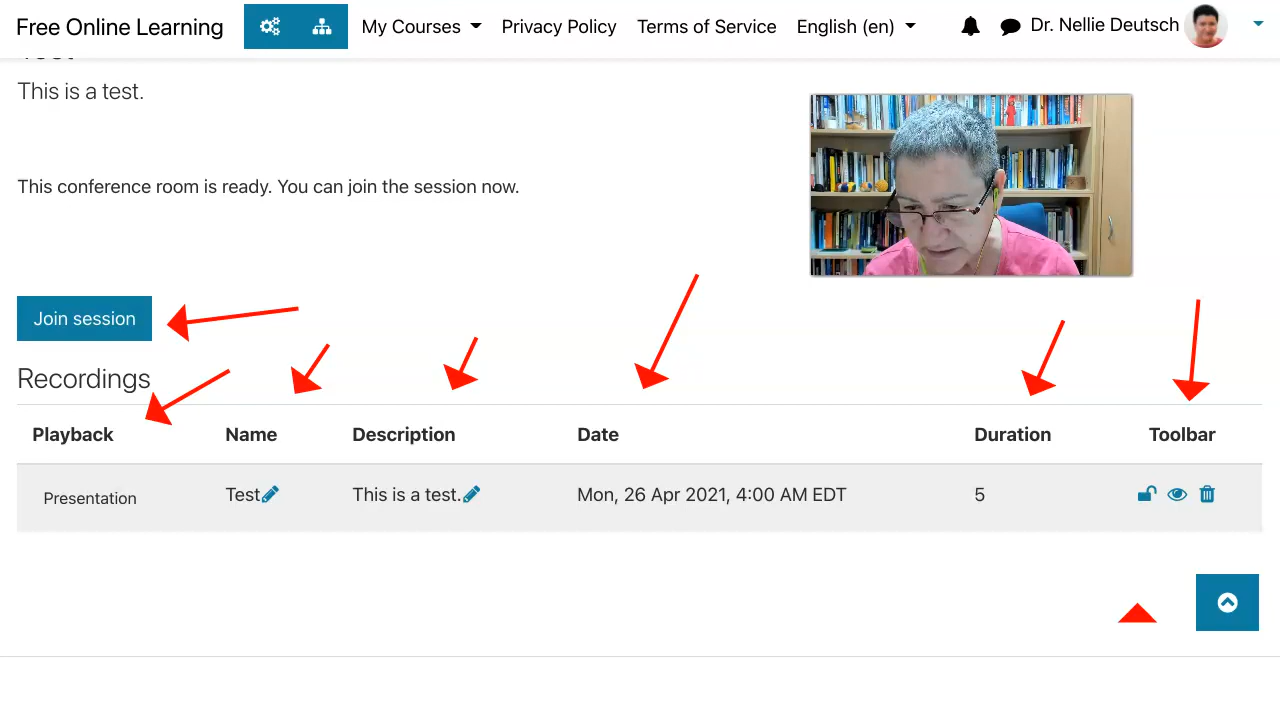 Free Online Learning
My Courses
Privacy Policy
Terms of Service
English (en)
Dr. Nellie Deutsch
This is a test.
This conference room is ready. You can join the session now.
Join session
Recordings
Playback Name Description Date Duration Toolbar
Presentation Test This is a test. Mon, 26 Apr 2021, 4:00 AM EDT 5